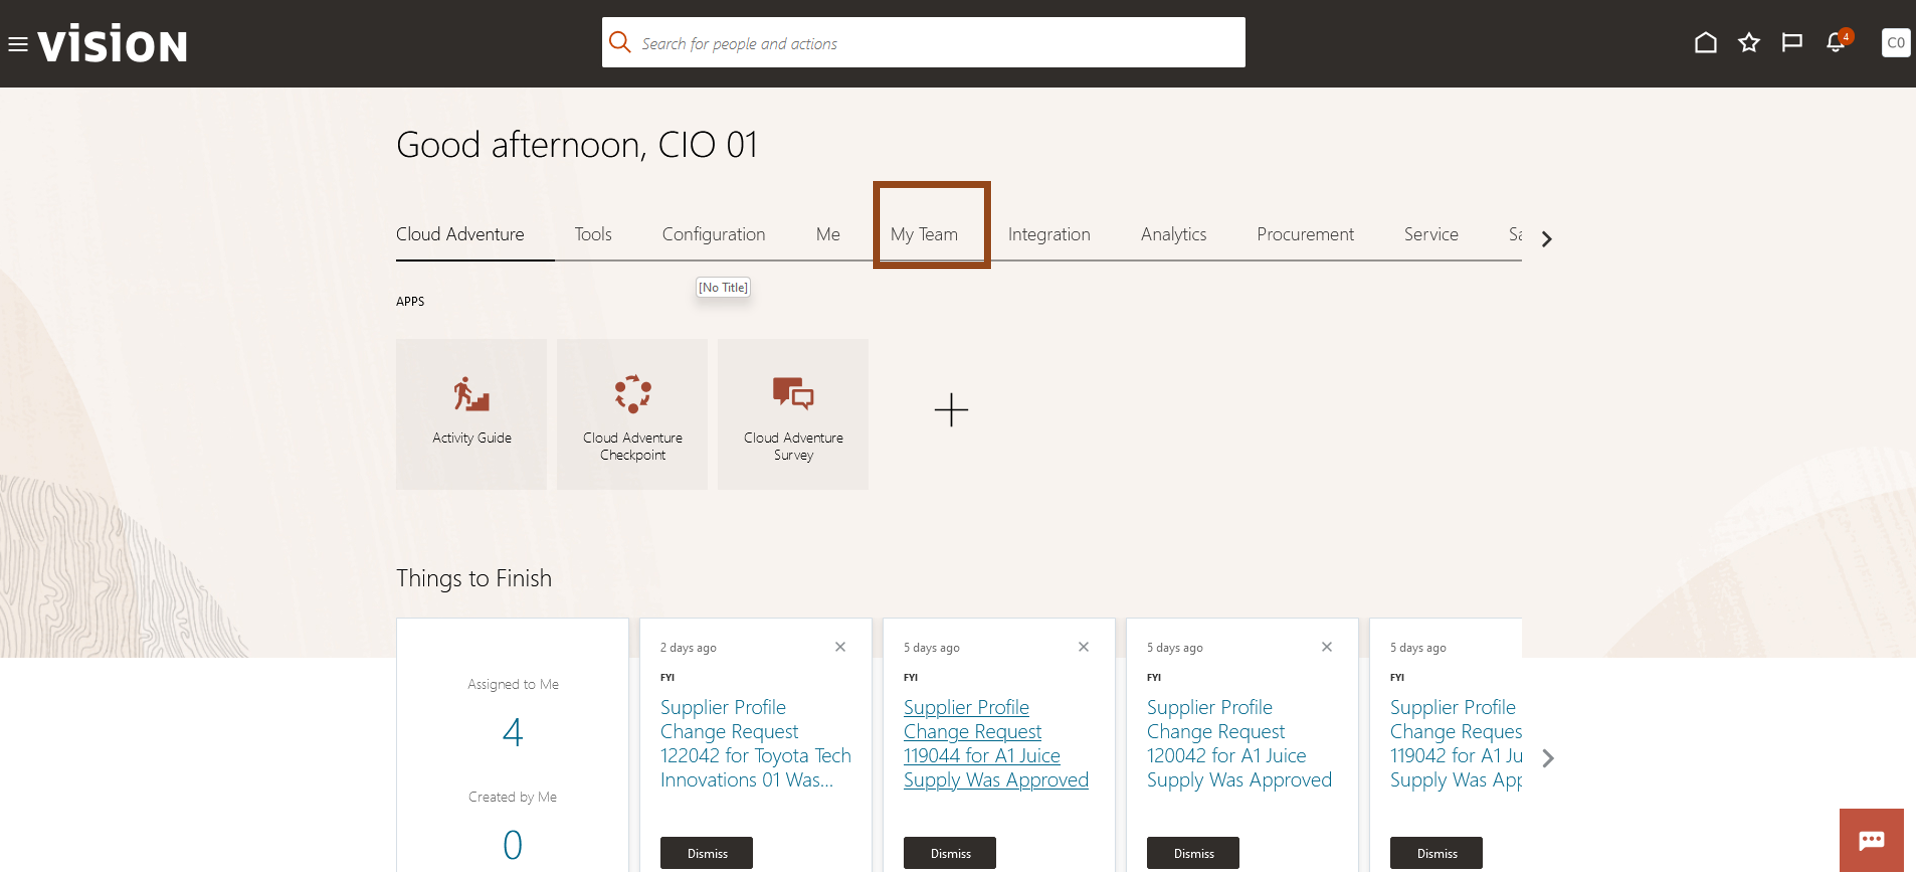 vision
Search for people and actions
4
C0
Good afternoon, CIO 01
Cloud Adventure Tools Configuration Me My Team Integration Analytics Procurement Service Sa
[No Title]
APPS
Activity Guide
Cloud Adventure
Checkpoint
Cloud Adventure
Survey
Things to Finish
Assigned to Me
4
Created by Me
0
2 days ago
FYI
Supplier Profile
Change Request
122042 for Toyota Tech
Innovations 01 Was...
Dismiss
5 days ago
FYI
Supplier Profile
Change Request
119044 for A1 Juice
Supply Was Approved
Dismiss
5 days ago
FYI
Supplier Profile
Change Request
120042 for A1 Juice
Supply Was Approved
Dismiss
5 days ago
FYI
Supplier Profile
Change Reques
119042 for A1 Ju
Supply Was App
Dismiss